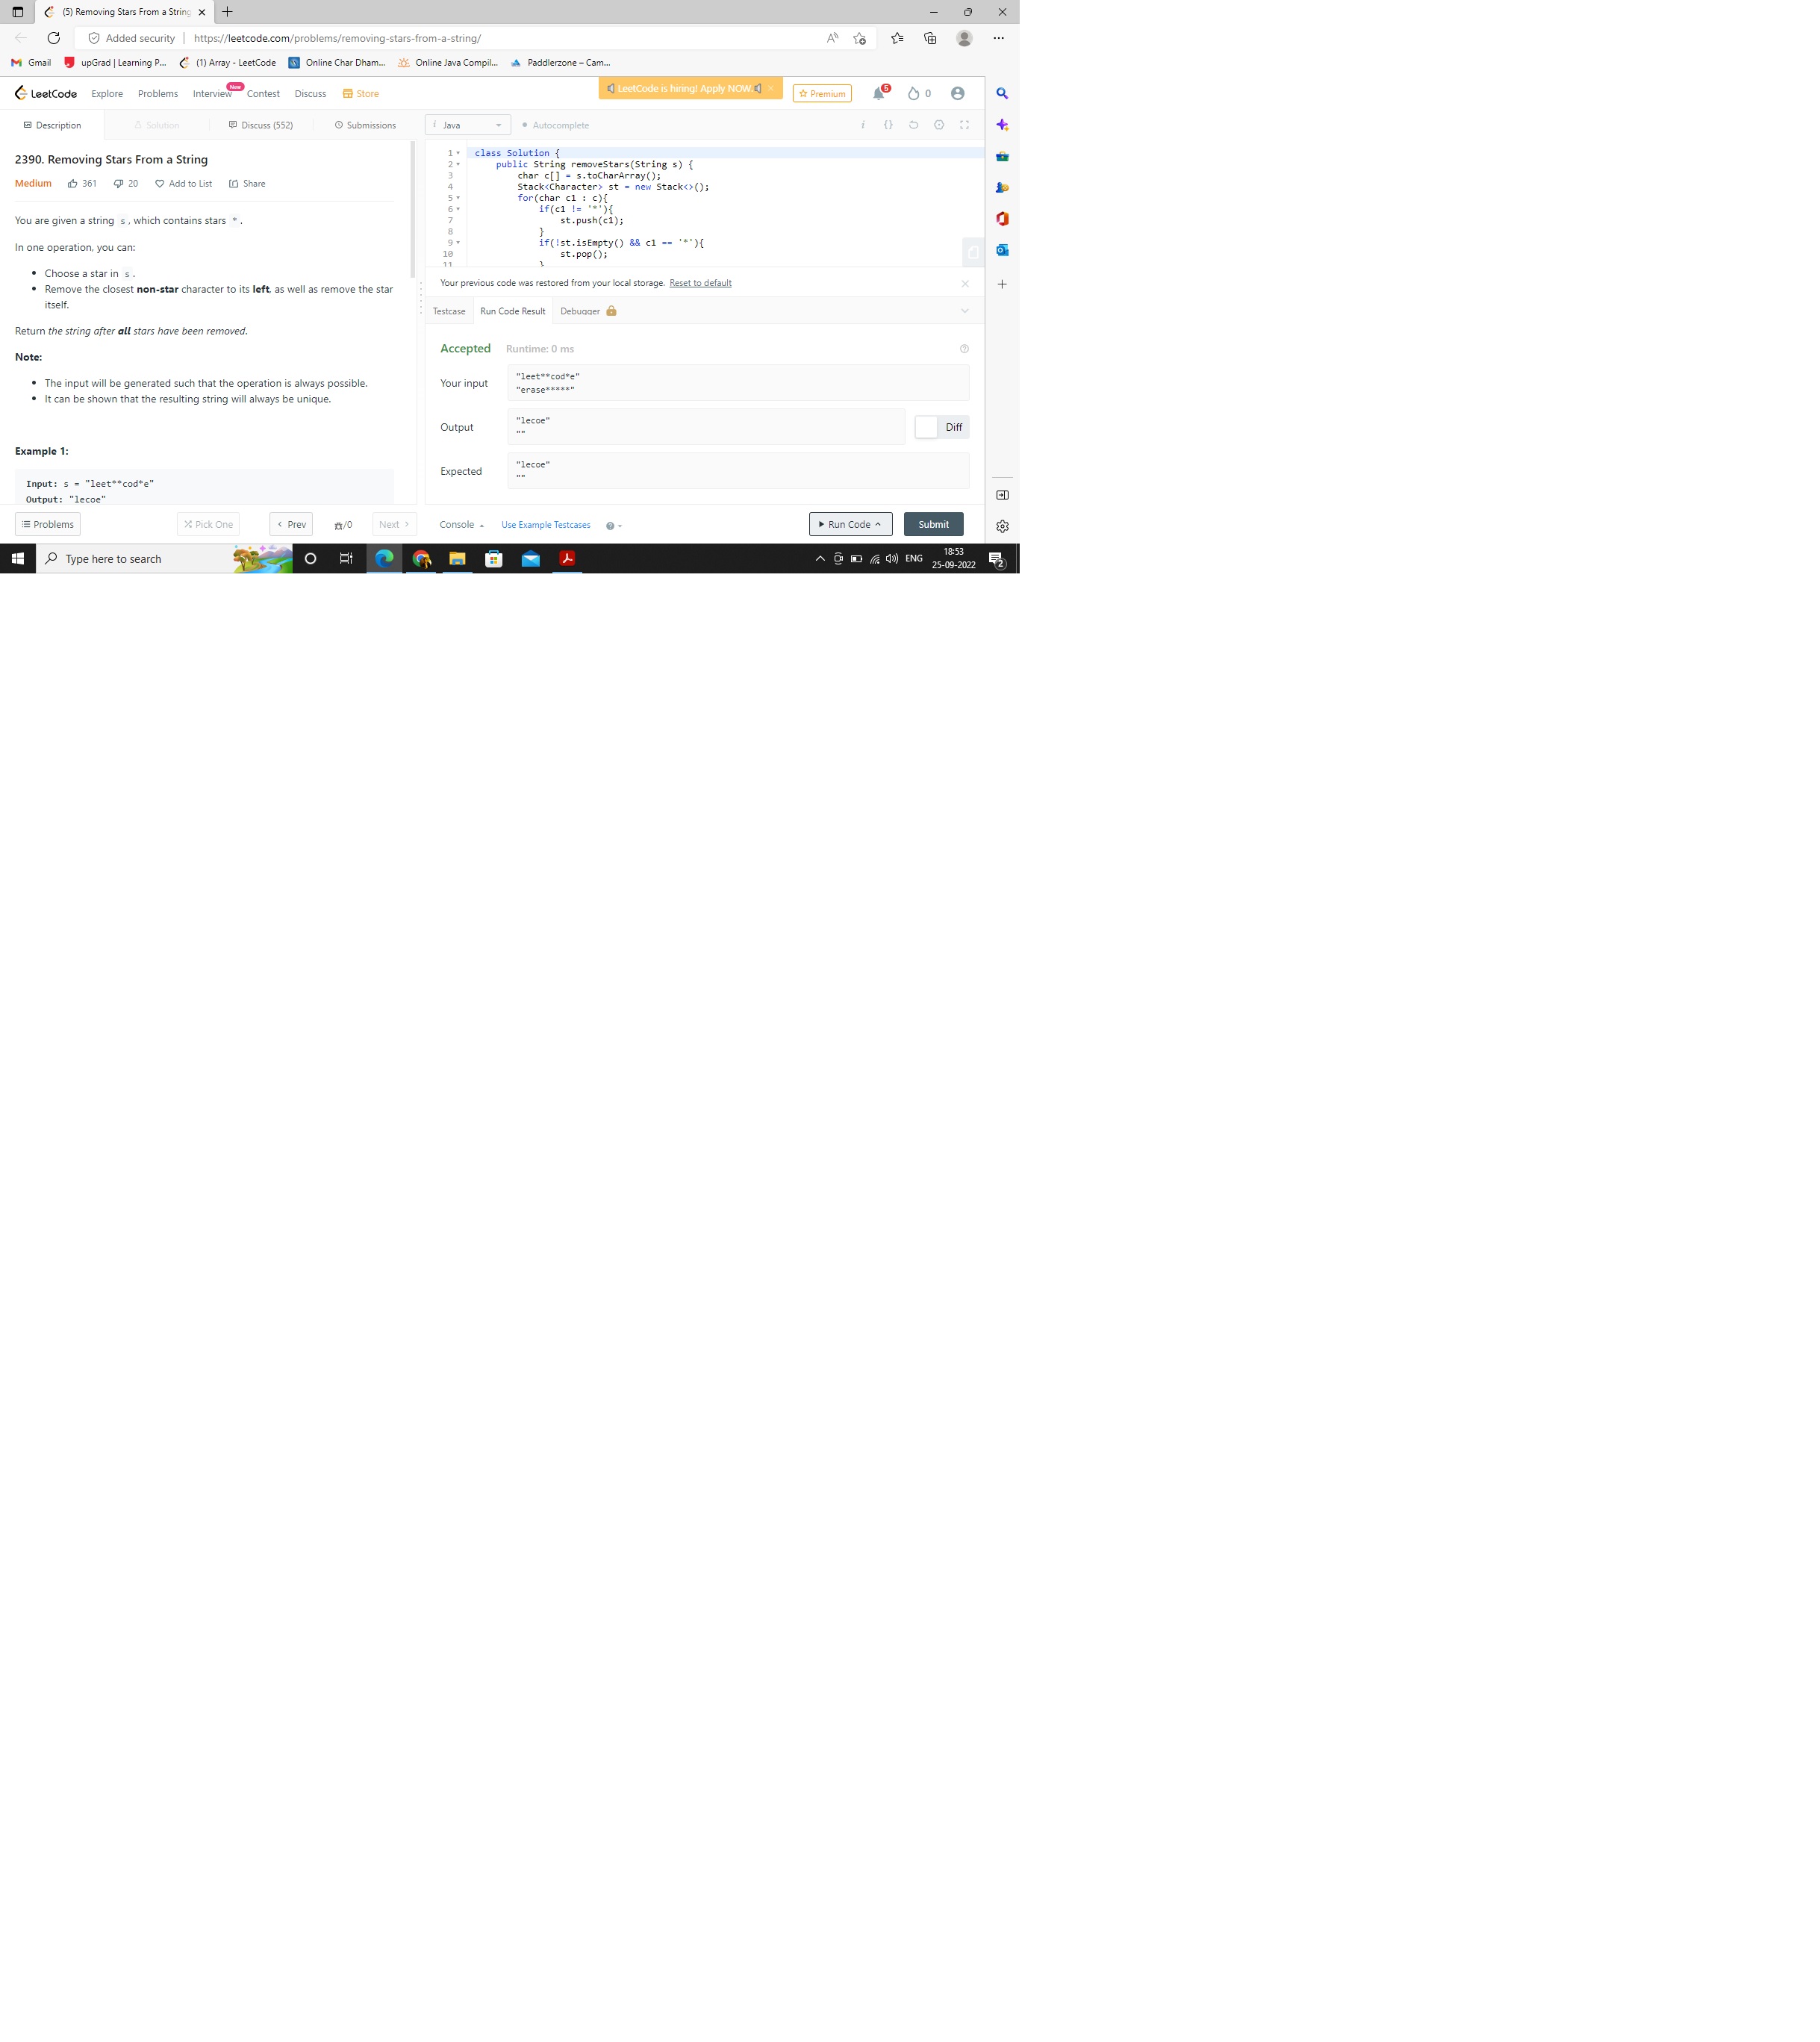 (5) Removing Stars From a String
Added security
https://leetcode.com/problems/removing-stars-from-a-string/
Gmail
upGrad | Learning P...
(1) Array - LeetCode
Online Char Dham...
Online Java Compil...
Paddlerzone – Cam...
LeetCode
Explore
Problems
Interview
New
Contest
Discuss
Store
LeetCode is hiring! Apply NOW.
Premium
5
0
Description
Solution
Discuss (552)
Submissions
2390. Removing Stars From a String
Medium
361
20
Add to List
Share
You are given a string s, which contains stars *.
In one operation, you can:
• Choose a star in s.
• Remove the closest non-star character to its left, as well as remove the star
itself.
Return the string after all stars have been removed.
Note:
• The input will be generated such that the operation is always possible.
• It can be shown that the resulting string will always be unique.
Example 1:
Input: s = "leet**cod*e"
Output: "lecoe"
Problems
Pick One
Prev
/0
Next
i Java
Autocomplete
i {}
1 class Solution {
2 public String removeStars(String s) {
3 char c[] = s.toCharArray();
4 Stack<Character> st = new Stack<>();
5 for(char c1 : c){
6 if(c1 != '*'){
7 st.push(c1);
8 }
9 if(!st.isEmpty() && c1 == '*'){
10 st.pop();
11 }
Your previous code was restored from your local storage. Reset to default
Testcase
Run Code Result
Debugger
Accepted
Runtime: 0 ms
Your input
"leet**cod*e"
"erase*****"
Output
"lecoe"
""
Diff
Expected
"lecoe"
""
Console
Use Example Testcases
Run Code
Submit
Type here to search
ENG
18:53
25-09-2022
2